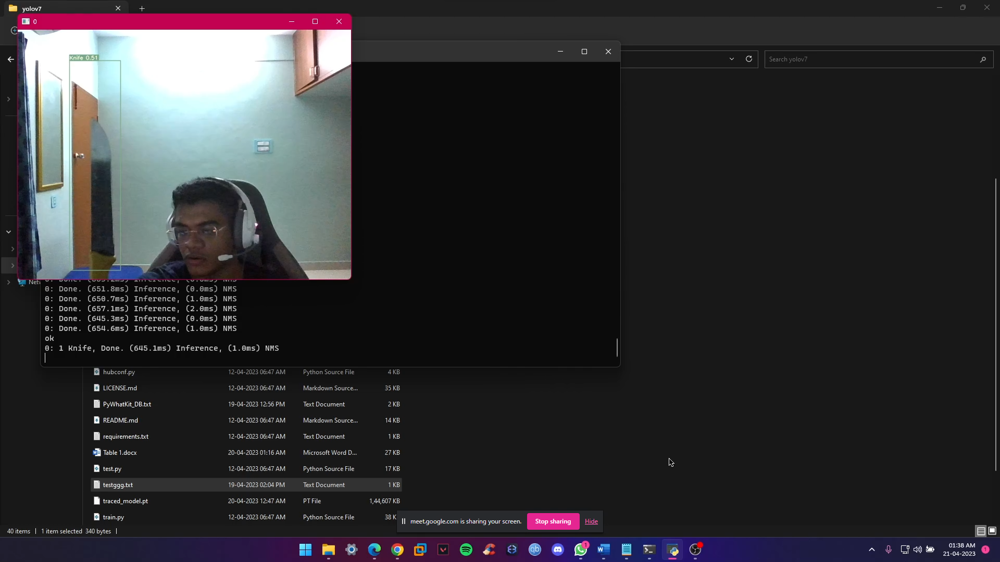 yolov7
0
Knife 0.51
Search yolov7
0: Done. (651.8ms) Inference, (0.0ms) NMS
0: Done. (650.7ms) Inference, (1.0ms) NMS
0: Done. (657.1ms) Inference, (2.0ms) NMS
0: Done. (645.3ms) Inference, (0.0ms) NMS
0: Done. (654.6ms) Inference, (1.0ms) NMS
ok
0: 1 Knife, Done. (645.1ms) Inference, (1.0ms) NMS
hubconf.py 12-04-2023 06:47 AM Python Source File 4 KB
LICENSE.md 12-04-2023 06:47 AM Markdown Source... 35 KB
PyWhatKit_DB.txt 19-04-2023 12:56 PM Text Document 2 KB
README.md 12-04-2023 06:47 AM Markdown Source... 14 KB
requirements.txt 12-04-2023 06:47 AM Text Document 1 KB
Table 1.docx 20-04-2023 01:16 AM Microsoft Word D... 27 KB
test.py 12-04-2023 06:47 AM Python Source File 17 KB
testggg.txt 19-04-2023 02:04 PM Text Document 1 KB
traced_model.pt 20-04-2023 12:47 AM PT File 1,44,607 KB
train.py 12-04-2023 06:47 AM Python Source File 38
meet.google.com is sharing your screen. Stop sharing Hide
40 items 1 item selected 340 bytes
01:38 AM
21-04-2023
1
1